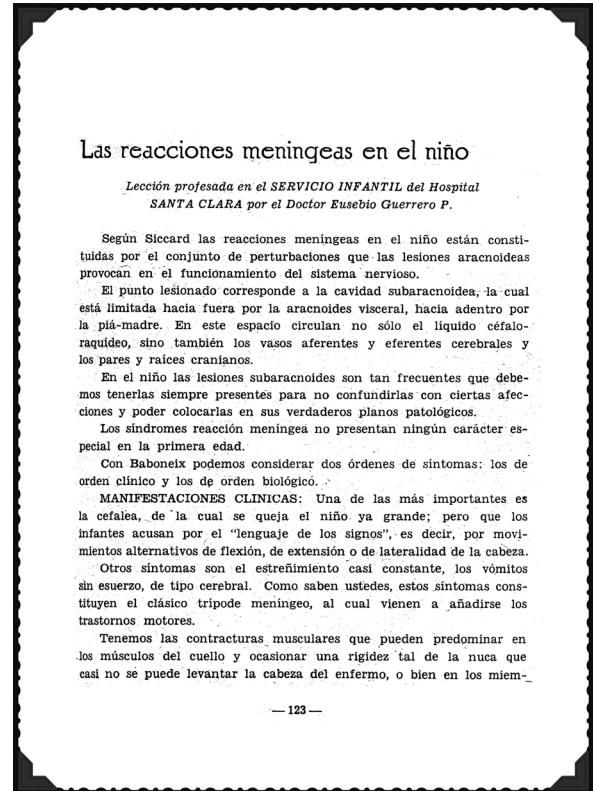 Las reacciones meníngeas en el niño
Lección profesada en el SERVICIO INFANTIL del Hospital
SANTA CLARA por el Doctor Eusebio Guerrero P.
Según Siccard las reacciones meníngeas en el niño están consti-
tuidas por el conjunto de perturbaciones que las lesiones aracnoideas
provocan en el funcionamiento del sistema nervioso.
El punto lesionado corresponde a la cavidad subaracnoidea, la cual
está limitada hacia fuera por la aracnoides visceral, hacia adentro por
la piá-madre. En este espacio circulan no sólo el líquido céfalo-
raquídeo, sino también los vasos aferentes y eferentes cerebrales y
los pares y raíces cranianos.
En el niño las lesiones subaracnoides son tan frecuentes que debe-
mos tenerlas siempre presentes para no confundirlas con ciertas afec-
ciones y poder colocarlas en sus verdaderos planos patológicos.
Los síndromes reacción meníngea no presentan ningún carácter es-
pecial en la primera edad.
Con Baboneix podemos considerar dos órdenes de síntomas: los de
orden clínico y los de orden biológico.
MANIFESTACIONES CLINICAS: Una de las más importantes es
la cefalea, de la cual se queja el niño ya grande; pero que los
infantes acusan por el "lenguaje de los signos", es decir, por movi-
mientos alternativos de flexión, de extensión o de lateralidad de la cabeza.
Otros síntomas son el estreñimiento casi constante, los vómitos
sin esuerzo, de tipo cerebral. Como saben ustedes, estos síntomas cons-
tituyen el clásico trípode meníngeo, al cual vienen a añadirse los
trastornos motores.
Tenemos las contracturas musculares que pueden predominar en
los músculos del cuello y ocasionar una rigidez tal de la nuca que
casi no se puede levantar la cabeza del enfermo, o bien en los miem-
— 123 —